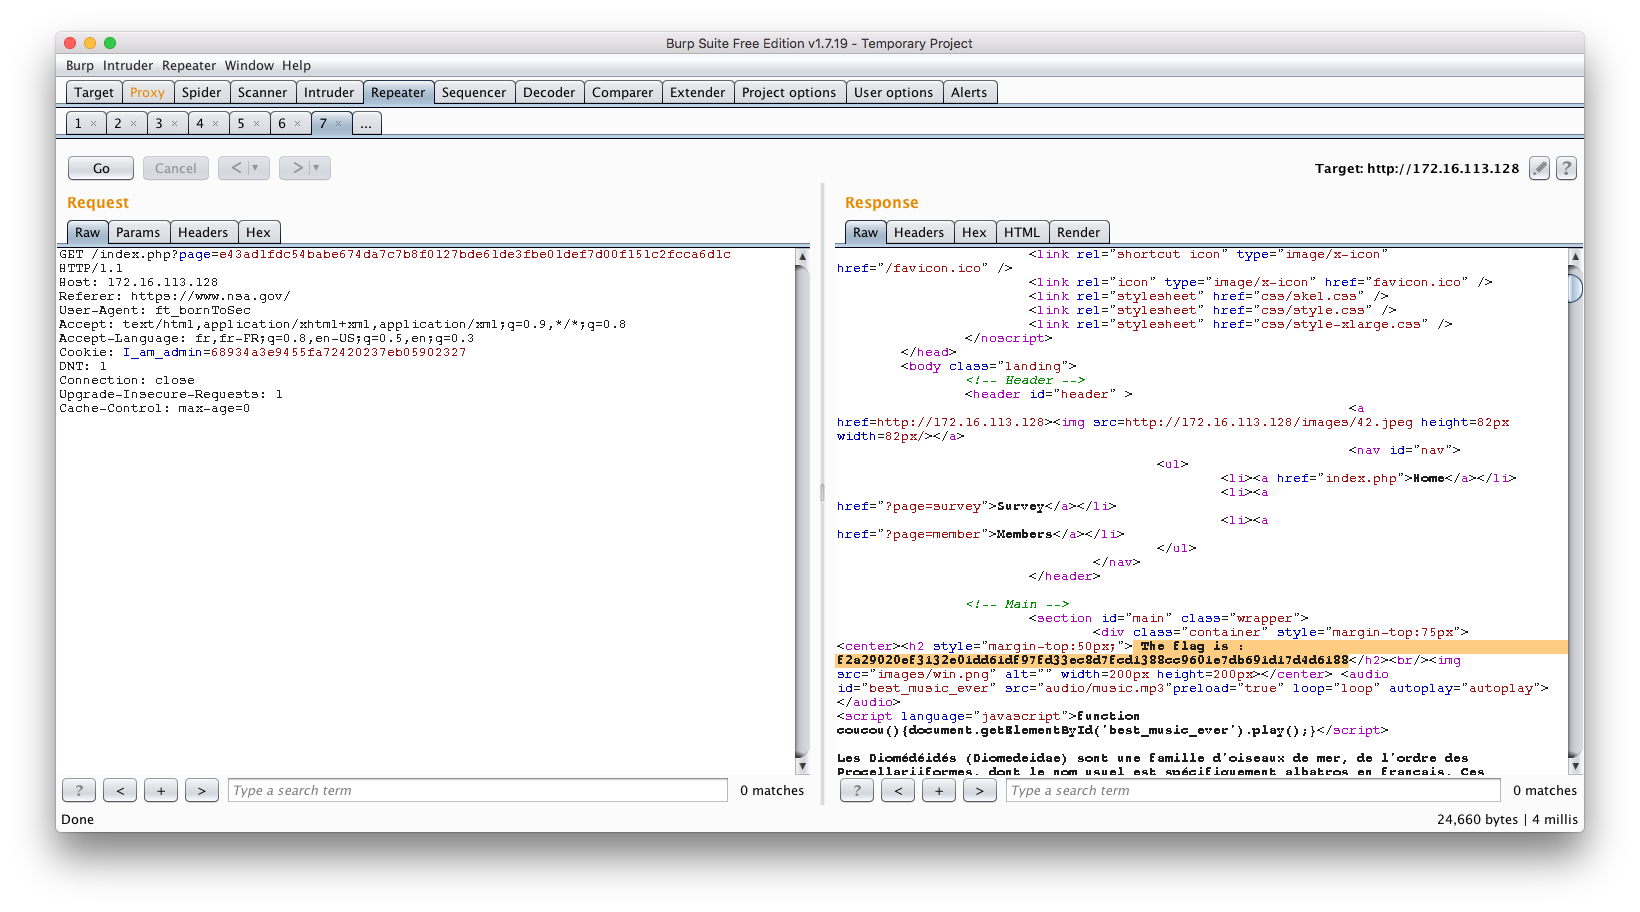 Burp Suite Free Edition v1.7.19 - Temporary Project
Burp Intruder Repeater Window Help
Target Proxy Spider Scanner Intruder Repeater Sequencer Decoder Comparer Extender Project options User options Alerts
1 × 2 × 3 × 4 × 5 × 6 × 7 × ...
Go Cancel < > Target: http://172.16.113.128 ?
Request
Raw Params Headers Hex
GET /index.php?page=e43ad1fdc54babe674da7c7b8f0127bde61de3fbe01def7d00f151c2fcca6d1c
HTTP/1.1
Host: 172.16.113.128
Referer: https://www.nsa.gov/
User-Agent: ft_bornToSec
Accept: text/html,application/xhtml+xml,application/xml;q=0.9,*/*;q=0.8
Accept-Language: fr,fr-FR;q=0.8,en-US;q=0.5,en;q=0.3
Cookie: I_am_admin=68934a3e9455fa72420237eb05902327
DNT: 1
Connection: close
Upgrade-Insecure-Requests: 1
Cache-Control: max-age=0
? < + > Type a search term 0 matches
Response
Raw Headers Hex HTML Render
<link rel="shortcut icon" type="image/x-icon"
href="/favicon.ico" />
<link rel="icon" type="image/x-icon" href="favicon.ico" />
<link rel="stylesheet" href="css/skel.css" />
<link rel="stylesheet" href="css/style.css" />
<link rel="stylesheet" href="css/style-xlarge.css" />
</noscript>
</head>
<body class="landing">
<!-- Header -->
<header id="header" >
<a
href=http://172.16.113.128><img src=http://172.16.113.128/images/42.jpeg height=82px
width=82px/></a>
<nav id="nav">
<ul>
<li><a href="index.php">Home</a></li>
<li><a
href="?page=survey">Survey</a></li>
<li><a
href="?page=member">Members</a></li>
</ul>
</nav>
</header>
<!-- Main -->
<section id="main" class="wrapper">
<div class="container" style="margin-top:75px">
<center><h2 style="margin-top:50px;"> The flag is :
f2a29020ef3132e01dd61df97fd33ec8d7fcd1388cc9601e7db691d17d4d6188</h2><br/><img
src="images/win.png" alt="" width=200px height=200px></center> <audio
id="best_music_ever" src="audio/music.mp3"preload="true" loop="loop" autoplay="autoplay">
</audio>
<script language="javascript">function
coucou(){document.getElementById('best_music_ever').play();}</script>
Les Diomédéidés (Diomedeidae) sont une famille d'oiseaux de mer, de l'ordre des
Procellariiformes, dont le nom usuel est spécifiquement albatros en français. Ces
? < + > Type a search term 0 matches
Done 24,660 bytes | 4 millis